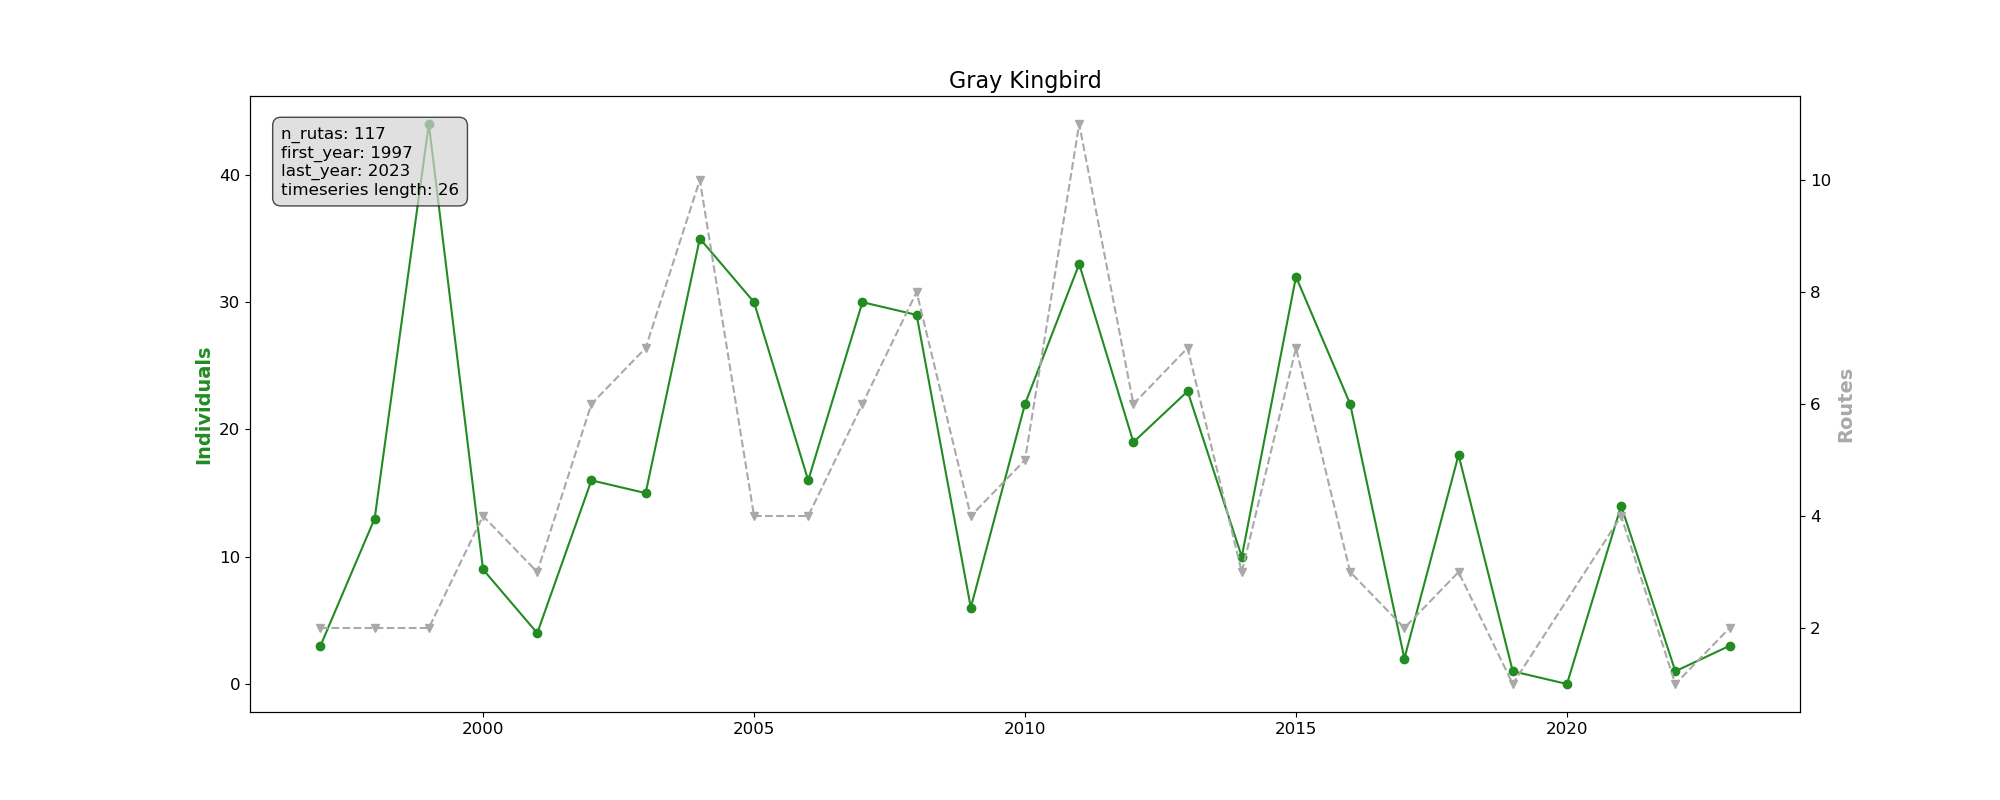 Gray Kingbird
n_rutas: 117
first_year: 1997
last_year: 2023
timeseries length: 26
Individuals
40
30
20
10
0
Routes
10
8
6
4
2
2000
2005
2010
2015
2020